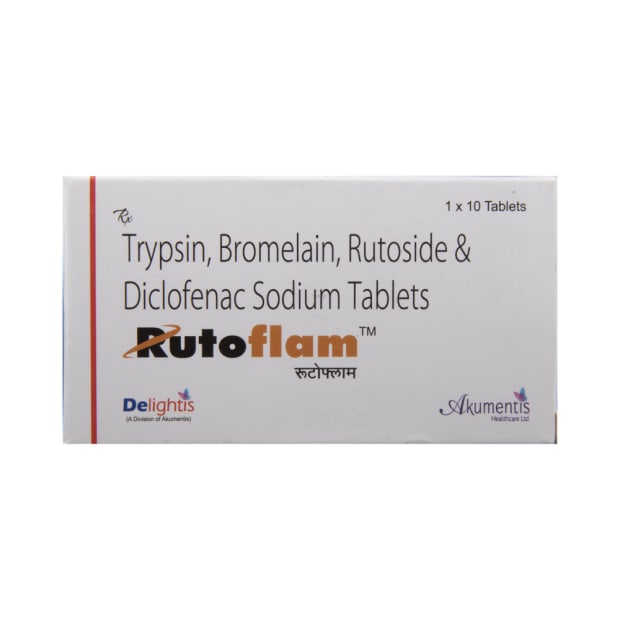 Rx
1 x 10 Tablets
Trypsin, Bromelain, Rutoside &
Diclofenac Sodium Tablets
Rutoflam™
रूटोफ्लाम
Delightis
(A Division of Akumentis)
Akumentis
Healthcare Ltd